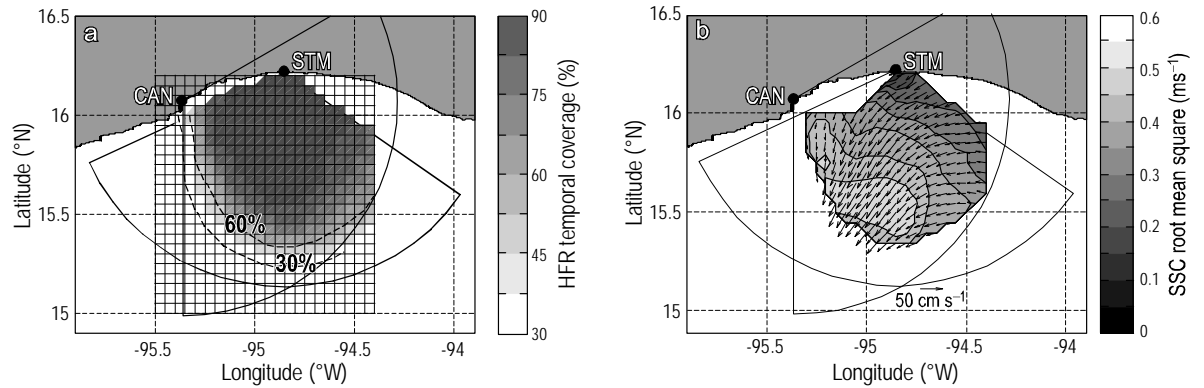 a
STM
CAN
60%
30%
16.5
16
15.5
15
Latitude (°N)
-95.5
-95
-94.5
-94
Longitude (°W)
90
75
60
45
30
HFR temporal coverage (%)
b
STM
CAN
50 cm s⁻¹
16.5
16
15.5
15
Latitude (°N)
-95.5
-95
-94.5
-94
Longitude (°W)
0.6
0.5
0.4
0.3
0.2
0.1
0
SSC root mean square (ms⁻¹)